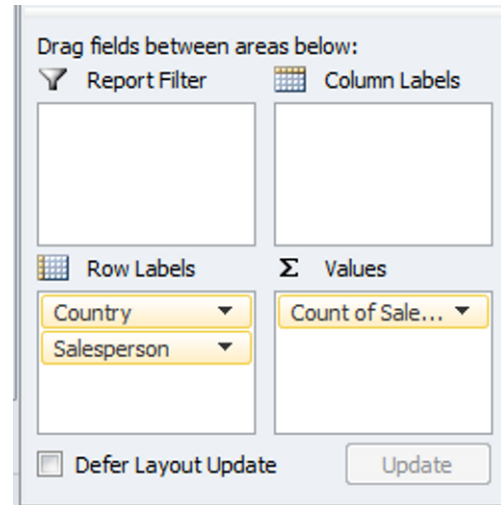 Drag fields between areas below:
Report Filter
Column Labels
Row Labels
Σ Values
Country
Count of Sale...
Salesperson
Defer Layout Update
Update